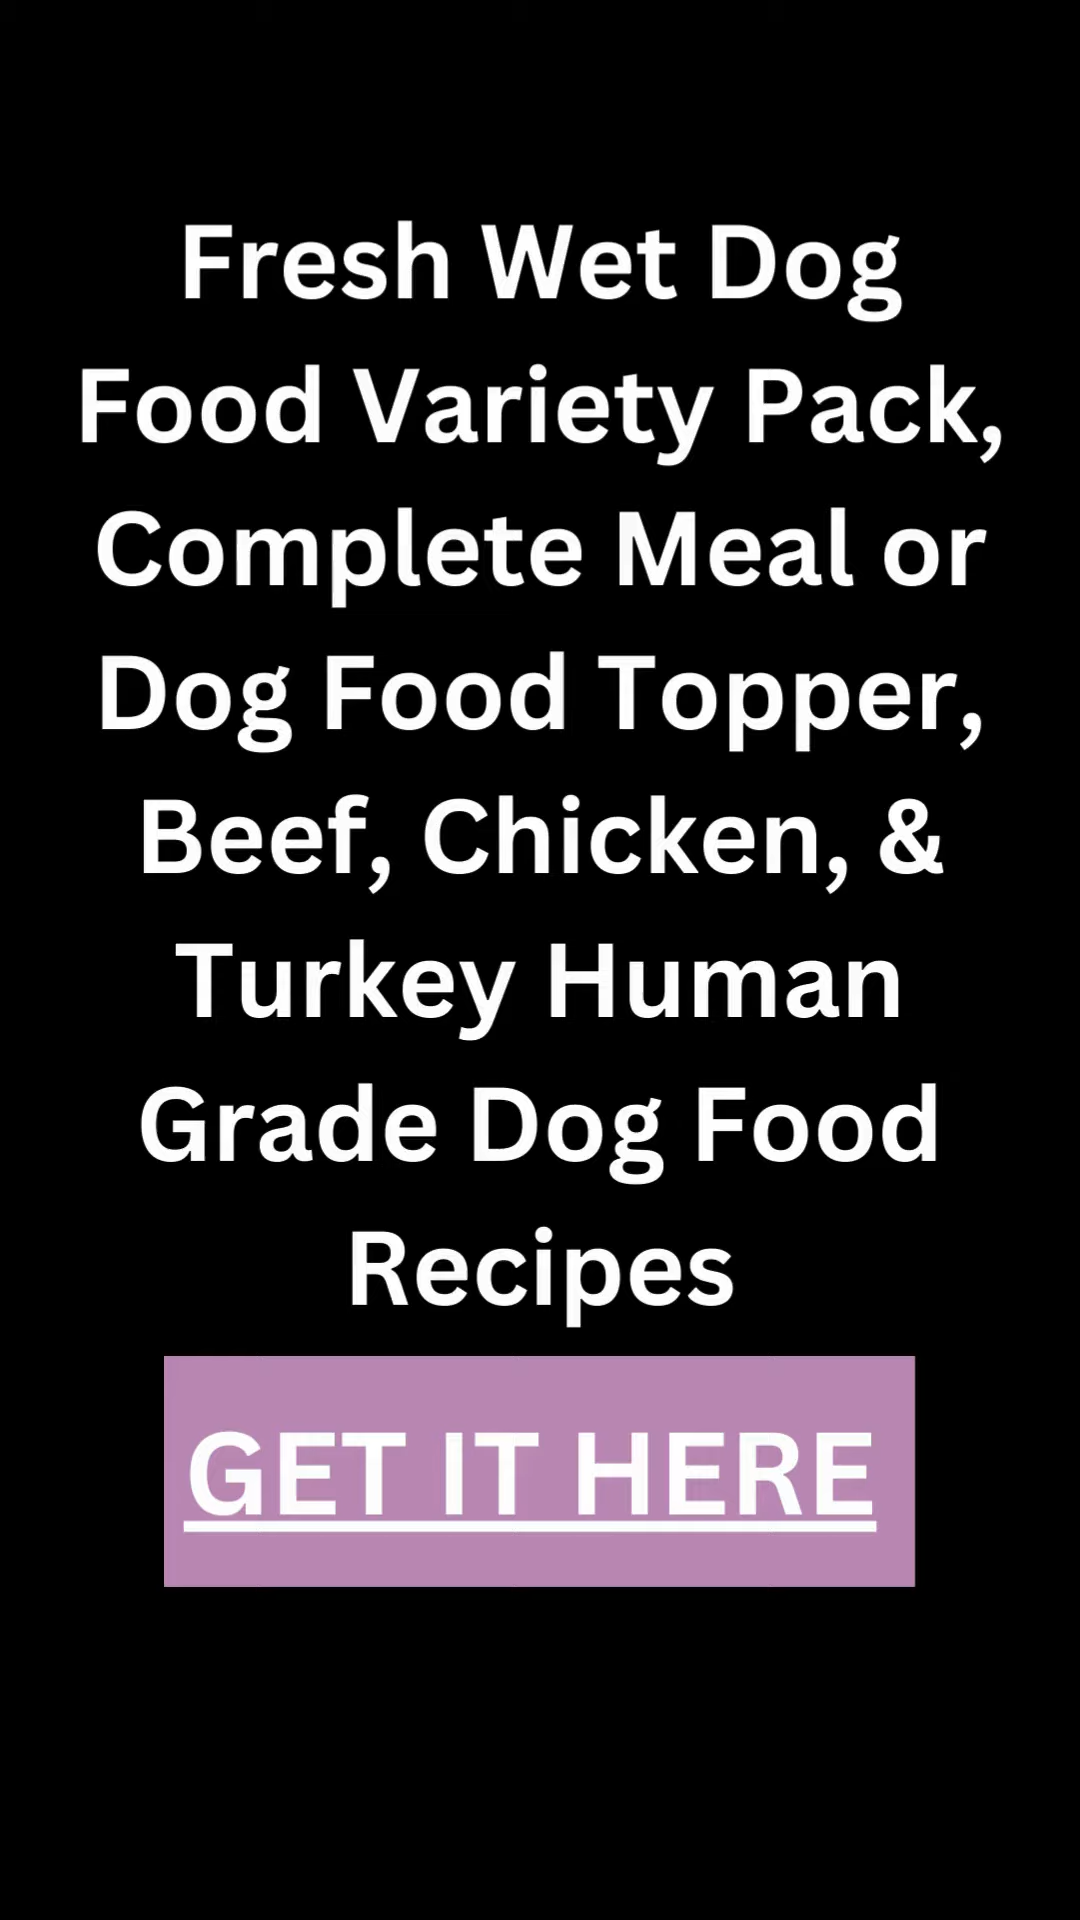 Fresh Wet Dog
Food Variety Pack,
Complete Meal or
Dog Food Topper,
Beef, Chicken, &
Turkey Human
Grade Dog Food
Recipes
GET IT HERE